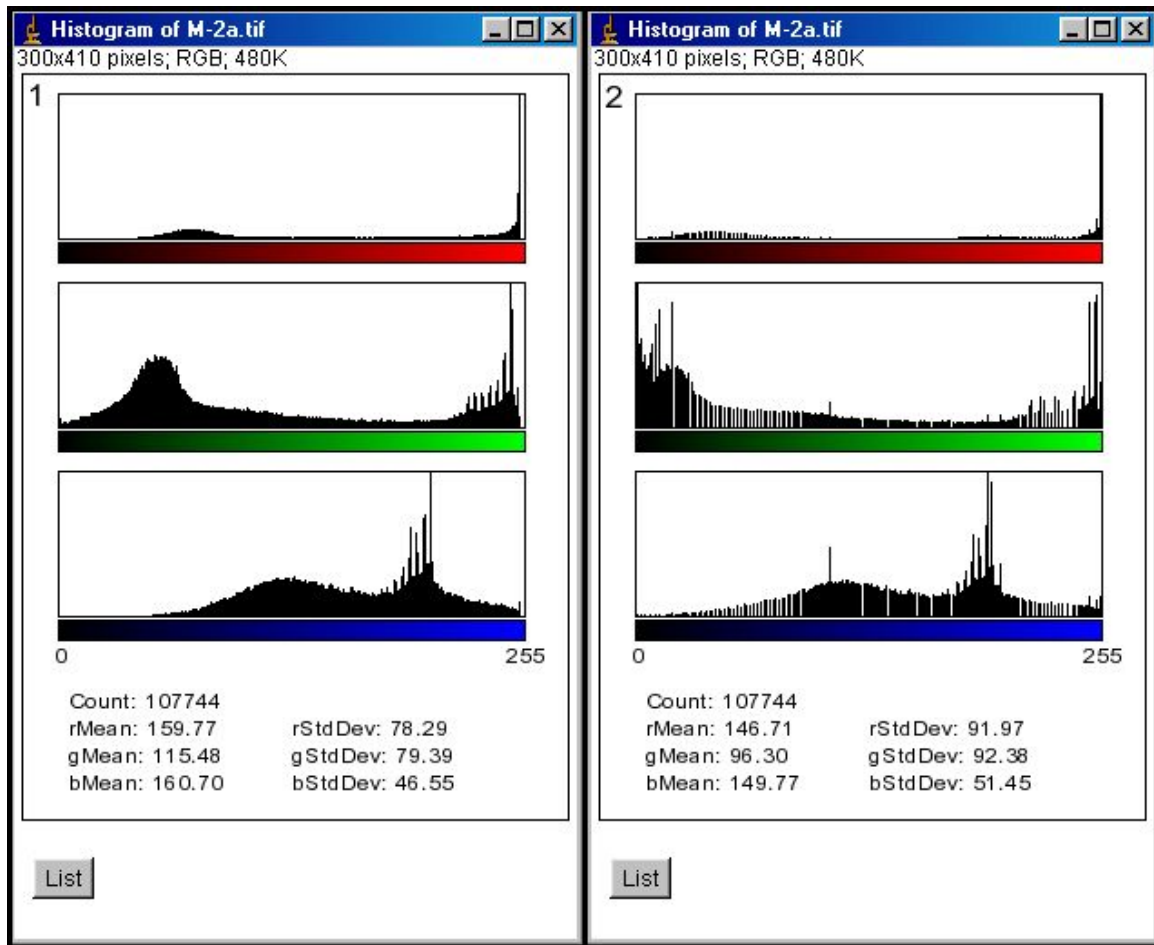 Histogram of M-2a.tif
300x410 pixels; RGB; 480K
1
0 255
Count: 107744
rMean: 159.77 rStdDev: 78.29
gMean: 115.48 gStdDev: 79.39
bMean: 160.70 bStdDev: 46.55
List
Histogram of M-2a.tif
300x410 pixels; RGB; 480K
2
0 255
Count: 107744
rMean: 146.71 rStdDev: 91.97
gMean: 96.30 gStdDev: 92.38
bMean: 149.77 bStdDev: 51.45
List